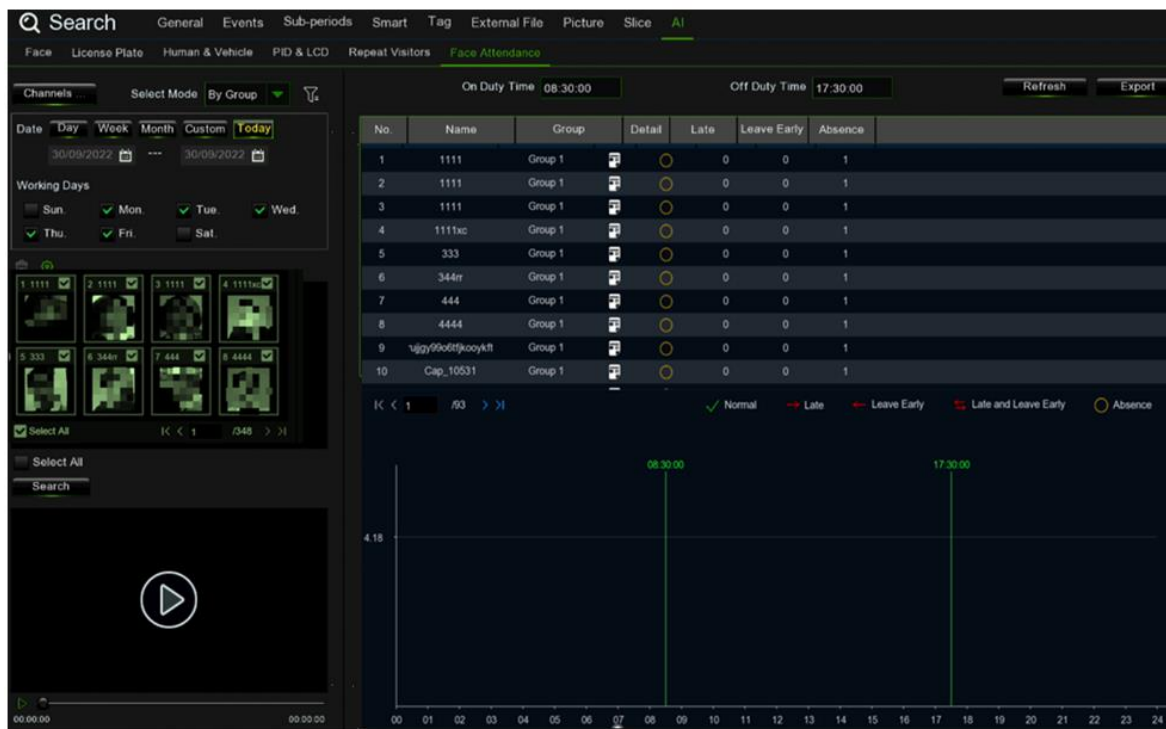 Search General Events Sub-periods Smart Tag External File Picture Slice AI
Face License Plate Human & Vehicle PID & LCD Repeat Visitors Face Attendance
Channels ... Select Mode By Group
On Duty Time 08:30:00 Off Duty Time 17:30:00 Refresh Export
Date Day Week Month Custom Today
30/09/2022 --- 30/09/2022
Working Days
Sun. Mon. Tue. Wed.
Thu. Fri. Sat.
1 1111 2 1111 3 1111 4 1111xc
5 333 6 344rr 7 444 8 4444
Select All 1 /348
Select All
Search
00:00:00 00:00:00
No. Name Group Detail Late Leave Early Absence
1 1111 Group 1 0 0 1
2 1111 Group 1 0 0 1
3 1111 Group 1 0 0 1
4 1111xc Group 1 0 0 1
5 333 Group 1 0 0 1
6 344rr Group 1 0 0 1
7 444 Group 1 0 0 1
8 4444 Group 1 0 0 1
9 Group 1 0 0 1
10 Cap_10531 Group 1 0 0 1
1 /93 Normal Late Leave Early Late and Leave Early Absence
08:30:00 17:30:00
4.18
00 01 02 03 04 05 06 07 08 09 10 11 12 13 14 15 16 17 18 19 20 21 22 23 24